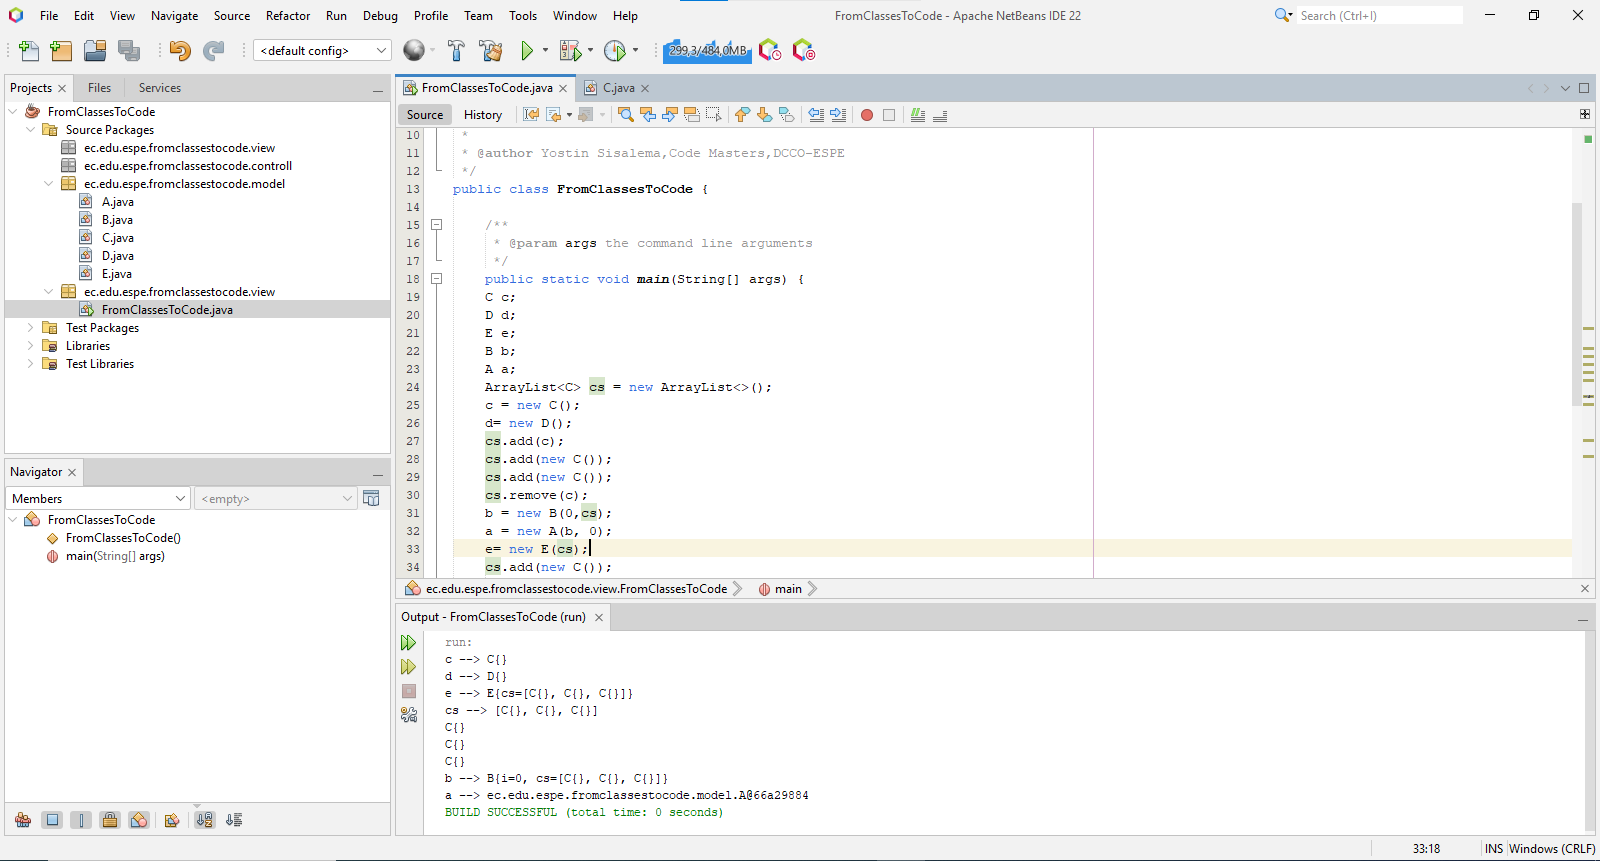 File Edit View Navigate Source Refactor Run Debug Profile Team Tools Window Help
FromClassesToCode - Apache NetBeans IDE 22
Search (Ctrl+I)
<default config>
299,3/484,0MB
Projects
Files
Services
FromClassesToCode
Source Packages
ec.edu.espe.fromclassestocode.view
ec.edu.espe.fromclassestocode.controll
ec.edu.espe.fromclassestocode.model
A.java
B.java
C.java
D.java
E.java
ec.edu.espe.fromclassestocode.view
FromClassesToCode.java
Test Packages
Libraries
Test Libraries
Navigator
Members
<empty>
FromClassesToCode
FromClassesToCode()
main(String[] args)
FromClassesToCode.java
C.java
Source History
10 *
11 * @author Yostin Sisalema,Code Masters,DCCO-ESPE
12 */
13 public class FromClassesToCode {
14
15 /**
16 * @param args the command line arguments
17 */
18 public static void main(String[] args) {
19 C c;
20 D d;
21 E e;
22 B b;
23 A a;
24 ArrayList<C> cs = new ArrayList<>();
25 c = new C();
26 d= new D();
27 cs.add(c);
28 cs.add(new C());
29 cs.add(new C());
30 cs.remove(c);
31 b = new B(0,cs);
32 a = new A(b, 0);
33 e= new E(cs);
34 cs.add(new C());
ec.edu.espe.fromclassestocode.view.FromClassesToCode
main
Output - FromClassesToCode (run)
run:
c --> C{}
d --> D{}
e --> E{cs=[C{}, C{}, C{}]}
cs --> [C{}, C{}, C{}]
C{}
C{}
C{}
b --> B{i=0, cs=[C{}, C{}, C{}]}
a --> ec.edu.espe.fromclassestocode.model.A@66a29884
BUILD SUCCESSFUL (total time: 0 seconds)
33:18
INS
Windows (CRLF)